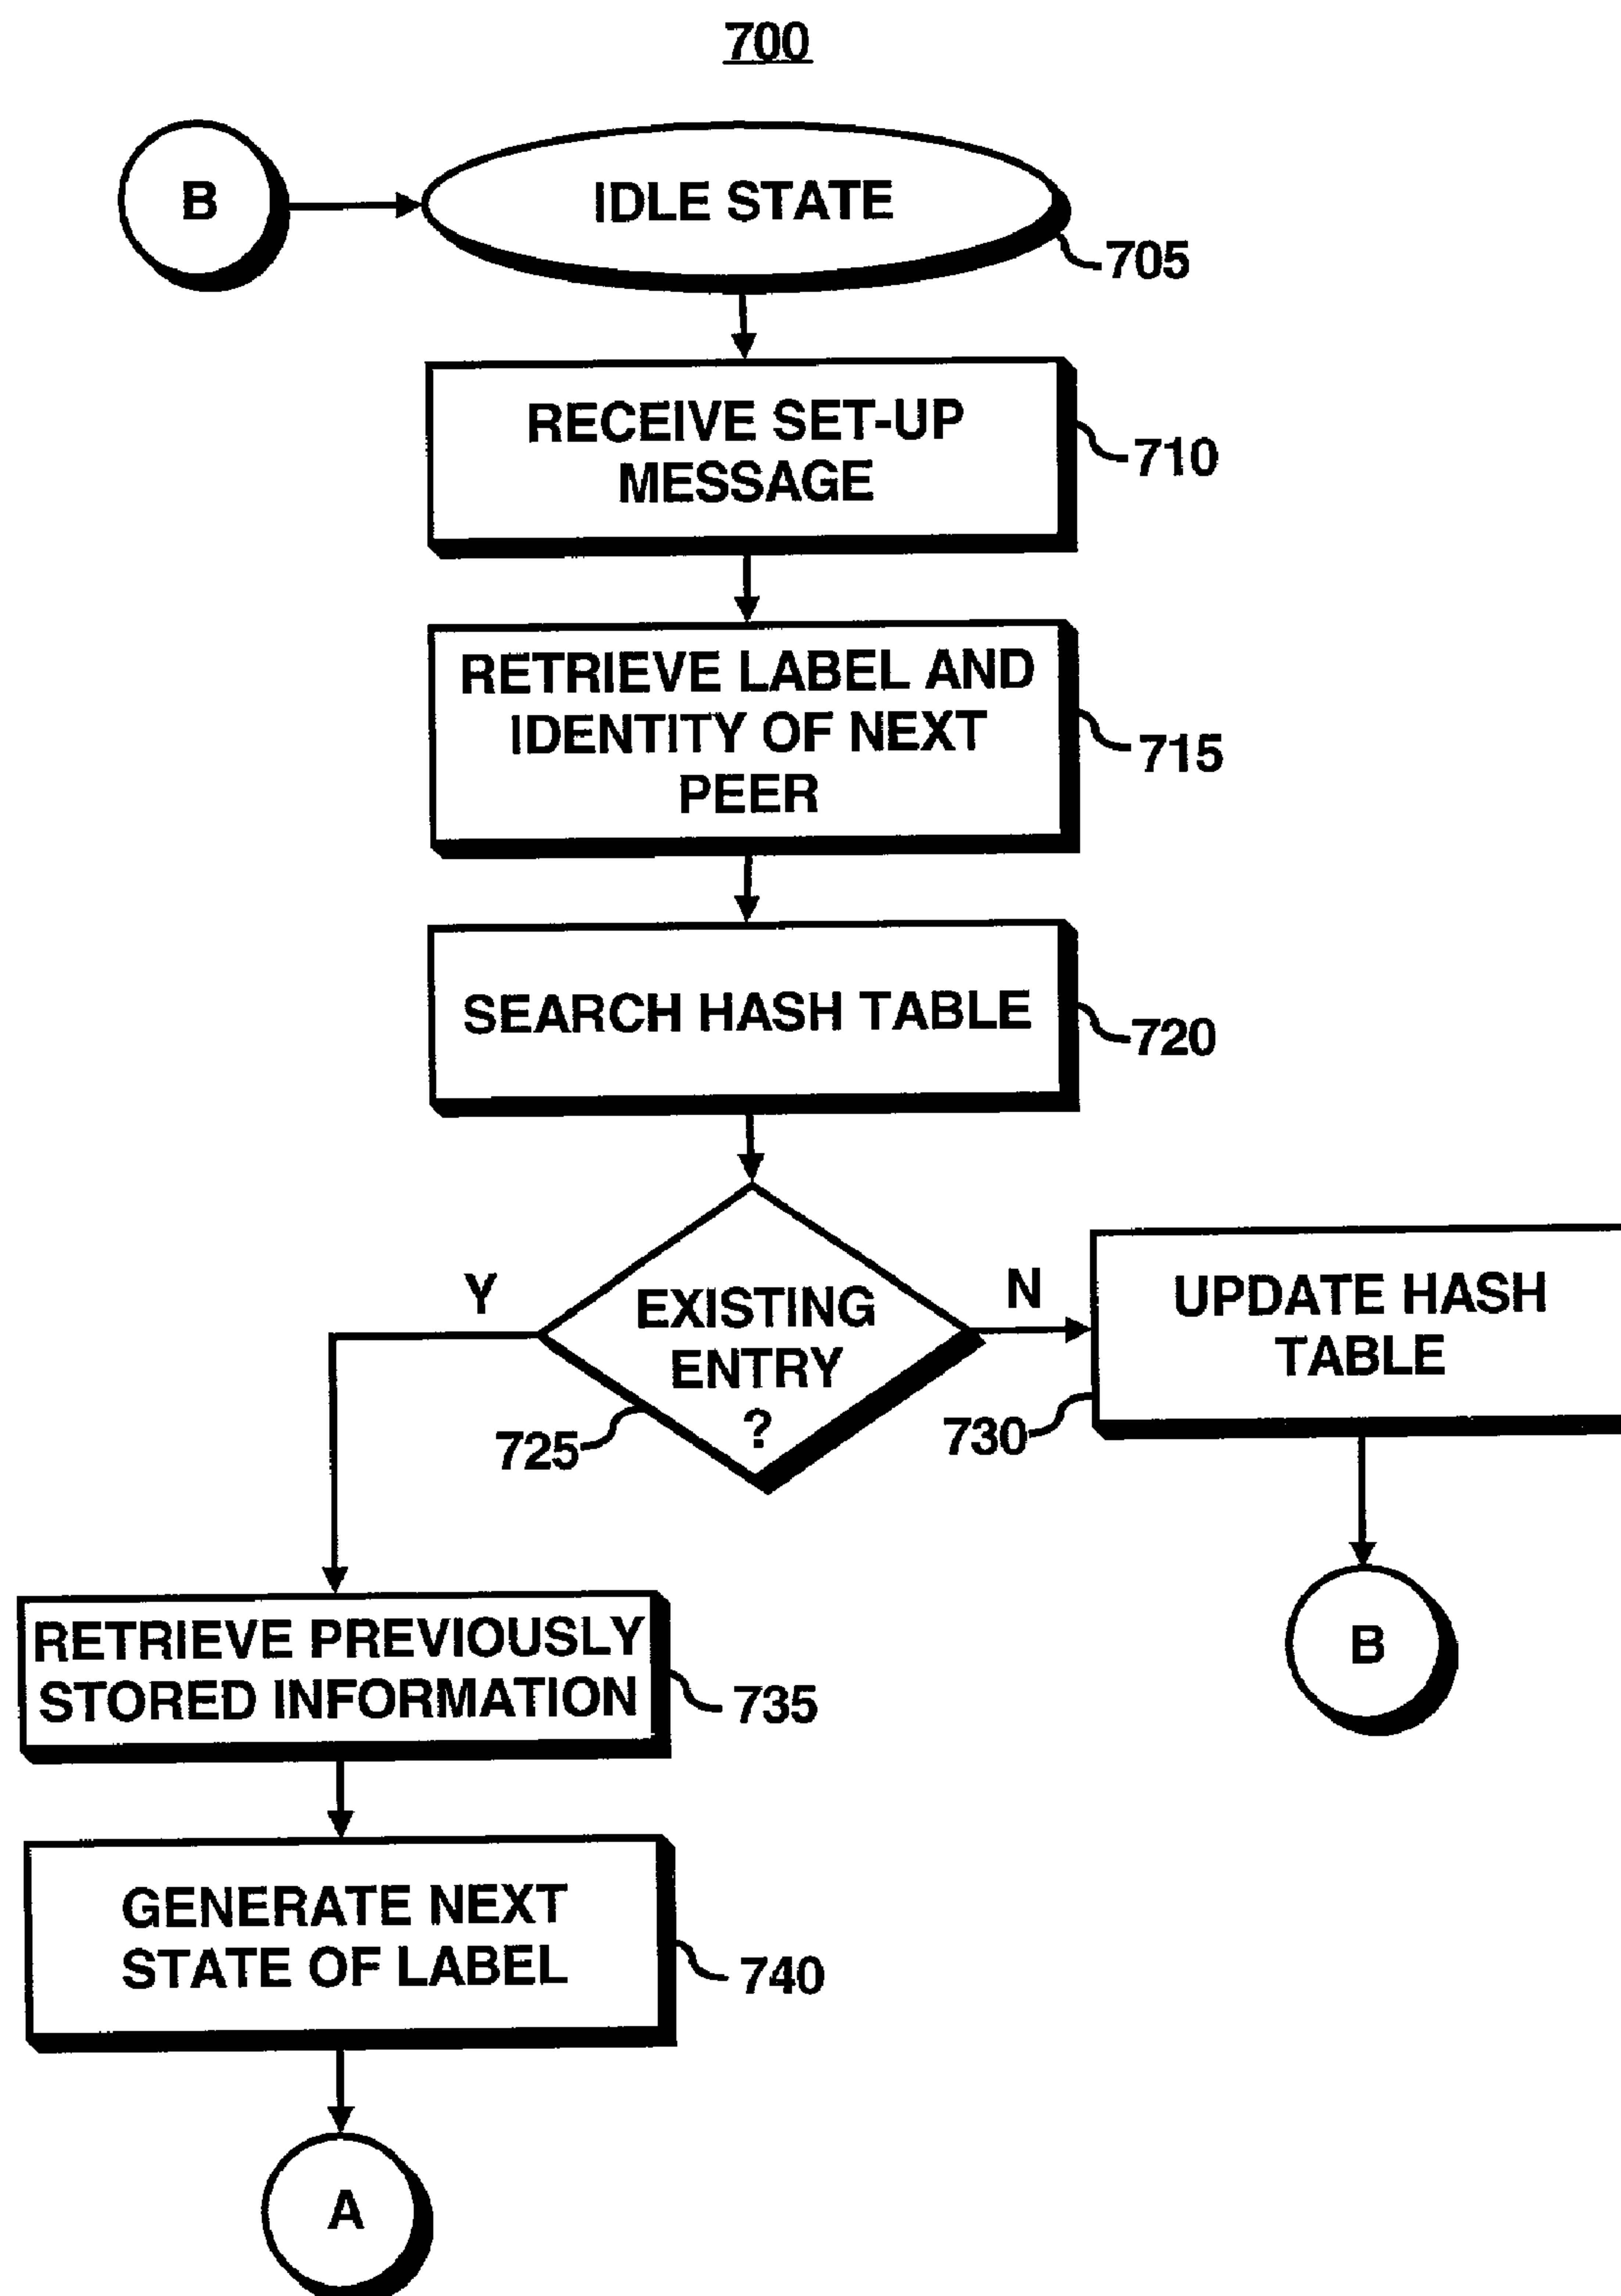 700
B
IDLE STATE
705
RECEIVE SET-UP
MESSAGE
710
RETRIEVE LABEL AND
IDENTITY OF NEXT
PEER
715
SEARCH HASH TABLE
720
Y
EXISTING
ENTRY
?
725
N
UPDATE HASH
TABLE
730
B
RETRIEVE PREVIOUSLY
STORED INFORMATION
735
GENERATE NEXT
STATE OF LABEL
740
A